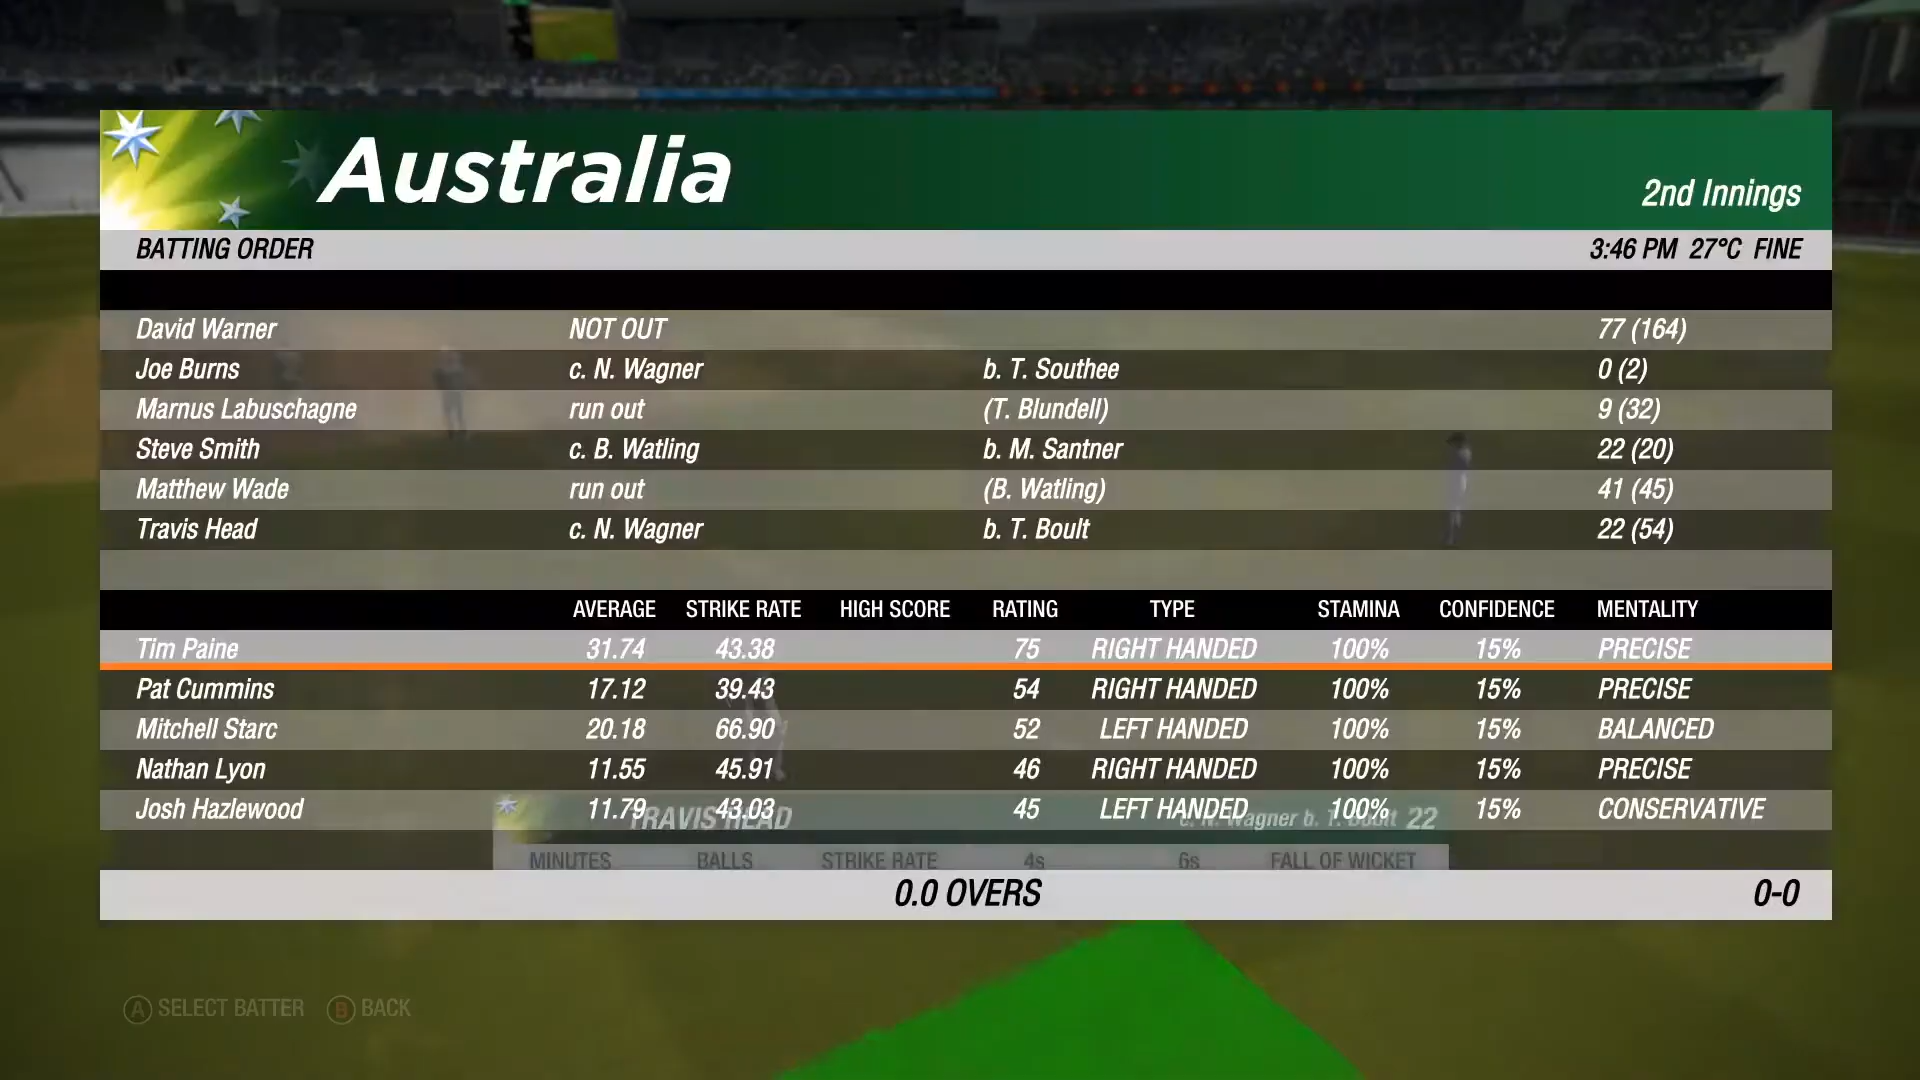 Australia
2nd Innings
BATTING ORDER 3:46 PM 27°C FINE
David Warner NOT OUT 77 (164)
Joe Burns c. N. Wagner b. T. Southee 0 (2)
Marnus Labuschagne run out (T. Blundell) 9 (32)
Steve Smith c. B. Watling b. M. Santner 22 (20)
Matthew Wade run out (B. Watling) 41 (45)
Travis Head c. N. Wagner b. T. Boult 22 (54)
AVERAGE STRIKE RATE HIGH SCORE RATING TYPE STAMINA CONFIDENCE MENTALITY
Tim Paine 31.74 43.38 75 RIGHT HANDED 100% 15% PRECISE
Pat Cummins 17.12 39.43 54 RIGHT HANDED 100% 15% PRECISE
Mitchell Starc 20.18 66.90 52 LEFT HANDED 100% 15% BALANCED
Nathan Lyon 11.55 45.91 46 RIGHT HANDED 100% 15% PRECISE
Josh Hazlewood 11.79 43.03 45 LEFT HANDED 100% 15% CONSERVATIVE
TRAVIS HEAD c. N. Wagner b. T. Boult 22
MINUTES BALLS STRIKE RATE 4s 6s FALL OF WICKET
0.0 OVERS 0-0
A SELECT BATTER B BACK